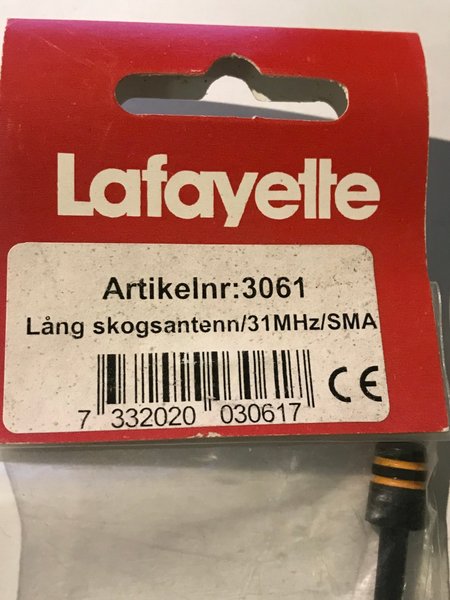 Lafayette
Artikelnr:3061
Lång skogsantenn/31MHz/SMA
CE
7 332020 030617